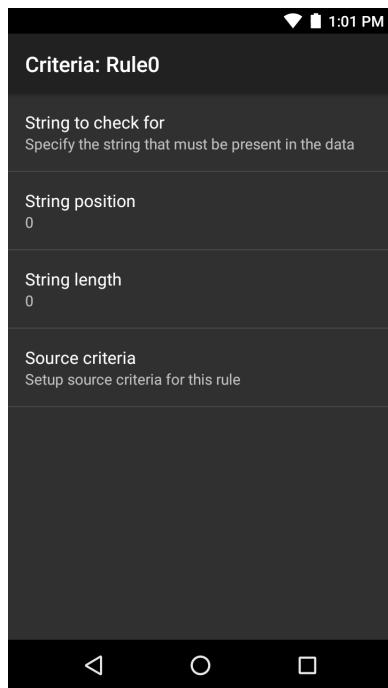 1:01 PM
Criteria: Rule0
String to check for
Specify the string that must be present in the data
String position
0
String length
0
Source criteria
Setup source criteria for this rule